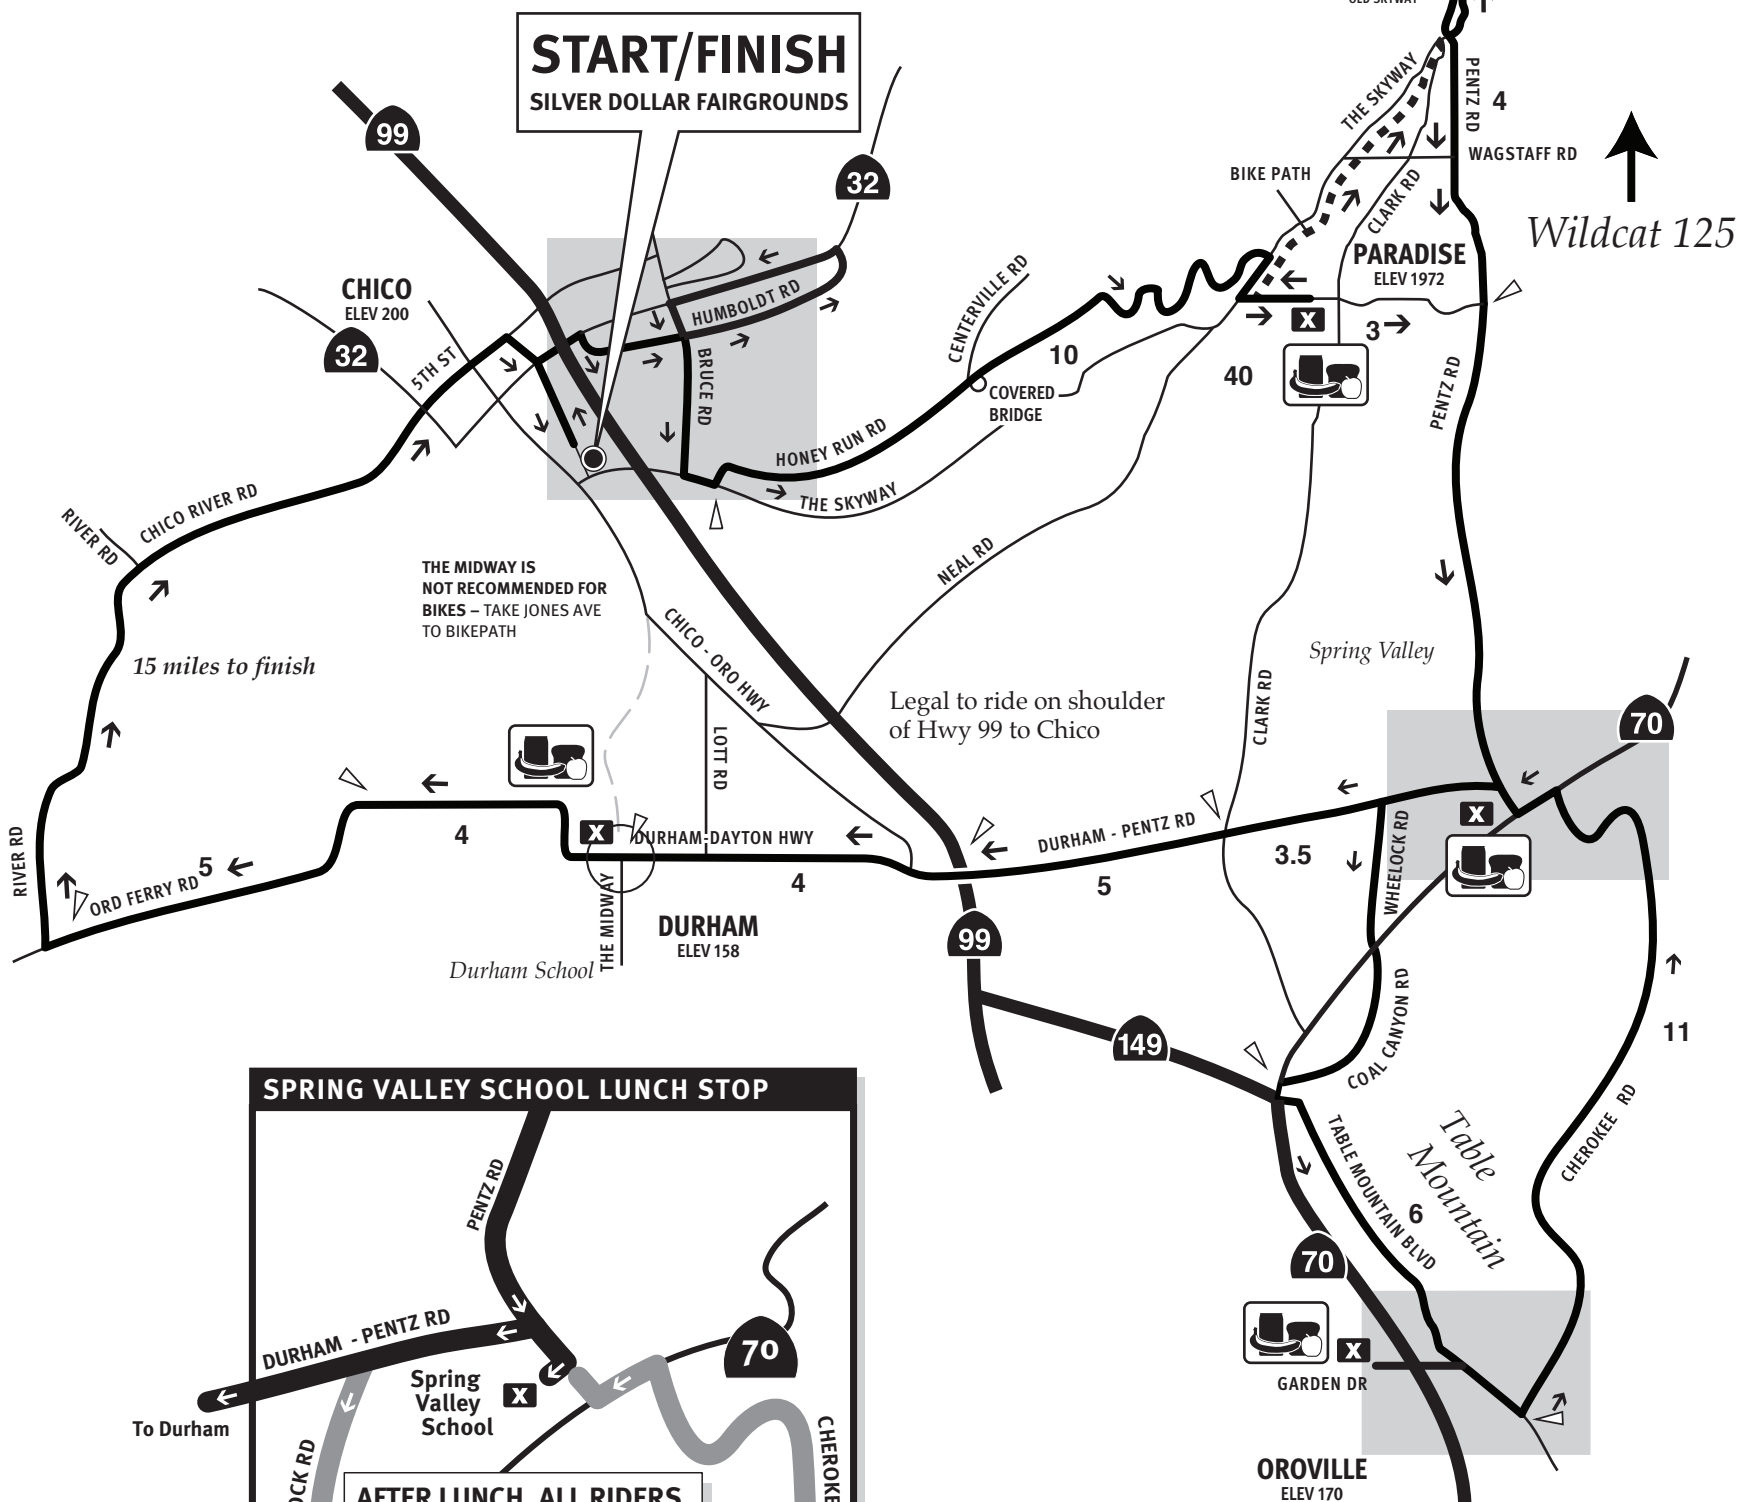 START/FINISH
SILVER DOLLAR FAIRGROUNDS
99
32
THE SKYWAY
PENTZ RD
4
WAGSTAFF RD
BIKE PATH
CLARK RD
Wildcat 125
PARADISE
ELEV 1972
CHICO
ELEV 200
32
5TH ST
HUMBOLDT RD
BRUCE RD
CENTERVILLE RD
10
COVERED
BRIDGE
40
X
3
PENTZ RD
HONEY RUN RD
THE SKYWAY
CHICO RIVER RD
RIVER RD
NEAL RD
THE MIDWAY IS
NOT RECOMMENDED FOR
BIKES – TAKE JONES AVE
TO BIKEPATH
CHICO - ORO HWY
15 miles to finish
Spring Valley
Legal to ride on shoulder
of Hwy 99 to Chico
CLARK RD
70
LOTT RD
RIVER RD
4
X
DURHAM-DAYTON HWY
DURHAM - PENTZ RD
3.5
WHEELOCK RD
X
5
ORD FERRY RD
4
5
THE MIDWAY
DURHAM
ELEV 158
Durham School
99
149
COAL CANYON RD
11
CHEROKEE RD
Table
Mountain
TABLE MOUNTAIN BLVD
6
70
X
GARDEN DR
OROVILLE
ELEV 170
SPRING VALLEY SCHOOL LUNCH STOP
PENTZ RD
DURHAM - PENTZ RD
70
Spring
Valley
School
X
To Durham
OCK RD
CHEROKE
AFTER LUNCH, ALL RIDERS